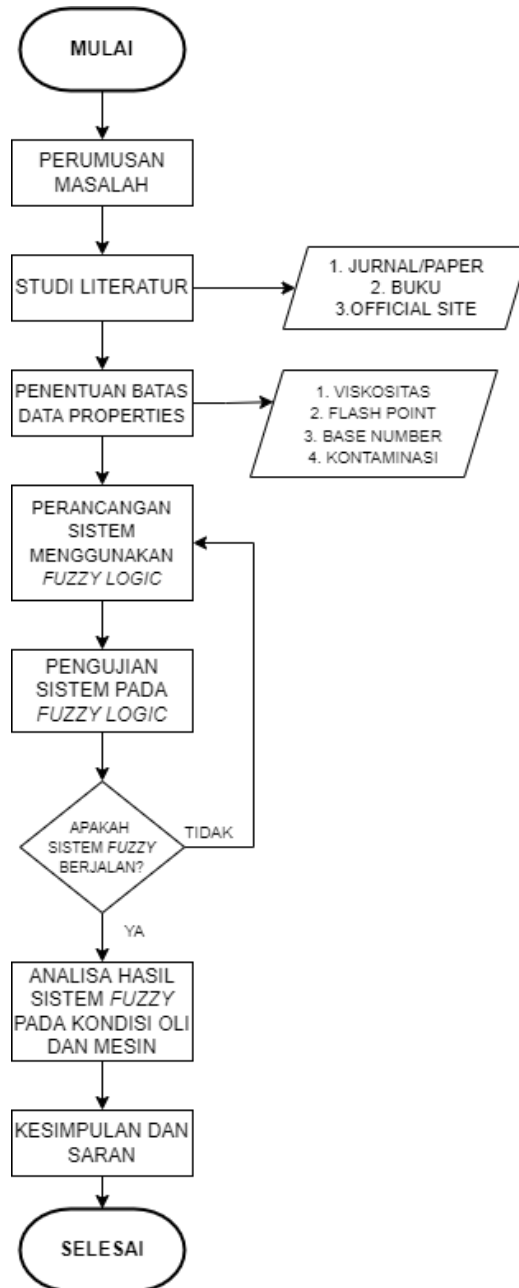 MULAI
PERUMUSAN
MASALAH
STUDI LITERATUR
1. JURNAL/PAPER
2. BUKU
3.OFFICIAL SITE
PENENTUAN BATAS
DATA PROPERTIES
1. VISKOSITAS
2. FLASH POINT
3. BASE NUMBER
4. KONTAMINASI
PERANCANGAN
SISTEM
MENGGUNAKAN
FUZZY LOGIC
PENGUJIAN
SISTEM PADA
FUZZY LOGIC
APAKAH
SISTEM FUZZY
BERJALAN?
TIDAK
YA
ANALISA HASIL
SISTEM FUZZY
PADA KONDISI OLI
DAN MESIN
KESIMPULAN DAN
SARAN
SELESAI